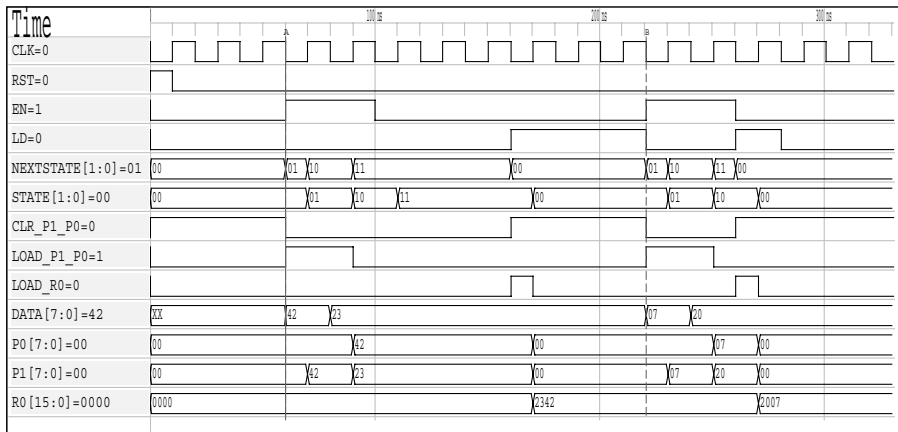 Time 100 ns 200 ns 300 ns
A B
CLK=0
RST=0
EN=1
LD=0
NEXTSTATE[1:0]=01 00 01 10 11 00 01 10 11 00
STATE[1:0]=00 00 01 10 11 00 01 10 00
CLR_P1_P0=0
LOAD_P1_P0=1
LOAD_R0=0
DATA[7:0]=42 XX 42 23 07 20
P0[7:0]=00 00 42 00 07 00
P1[7:0]=00 00 42 23 00 07 20 00
R0[15:0]=0000 0000 2342 2007